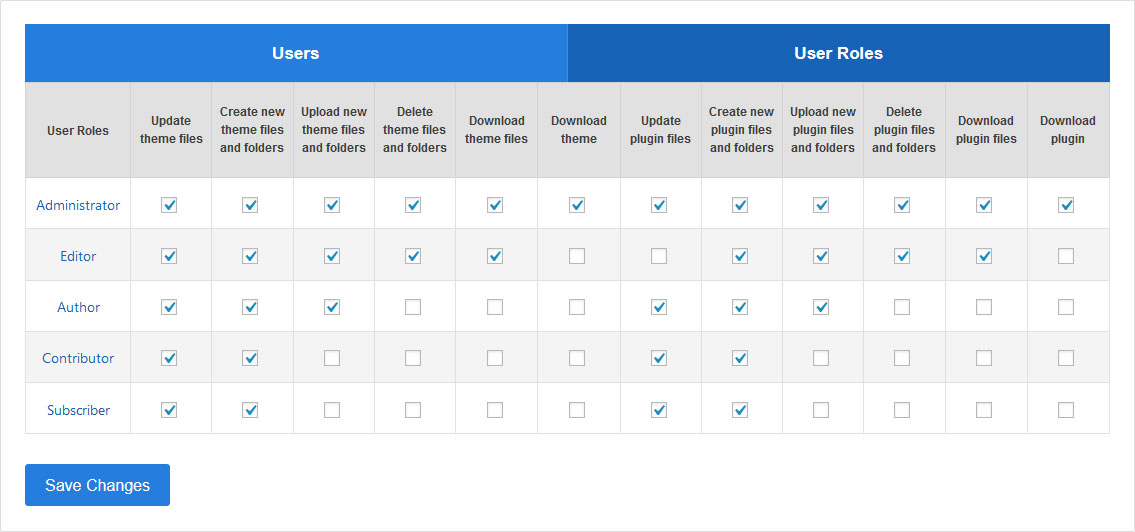 Users
User Roles
User Roles
Update
theme files
Create new
theme files
and folders
Upload new
theme files
and folders
Delete
theme files
and folders
Download
theme files
Download
theme
Update
plugin files
Create new
plugin files
and folders
Upload new
plugin files
and folders
Delete
plugin files
and folders
Download
plugin files
Download
plugin
Administrator
Editor
Author
Contributor
Subscriber
Save Changes